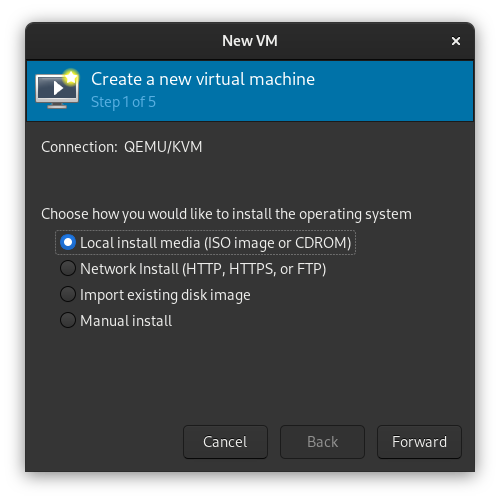 New VM
Create a new virtual machine
Step 1 of 5
Connection: QEMU/KVM
Choose how you would like to install the operating system
Local install media (ISO image or CDROM)
Network Install (HTTP, HTTPS, or FTP)
Import existing disk image
Manual install
Cancel Back Forward